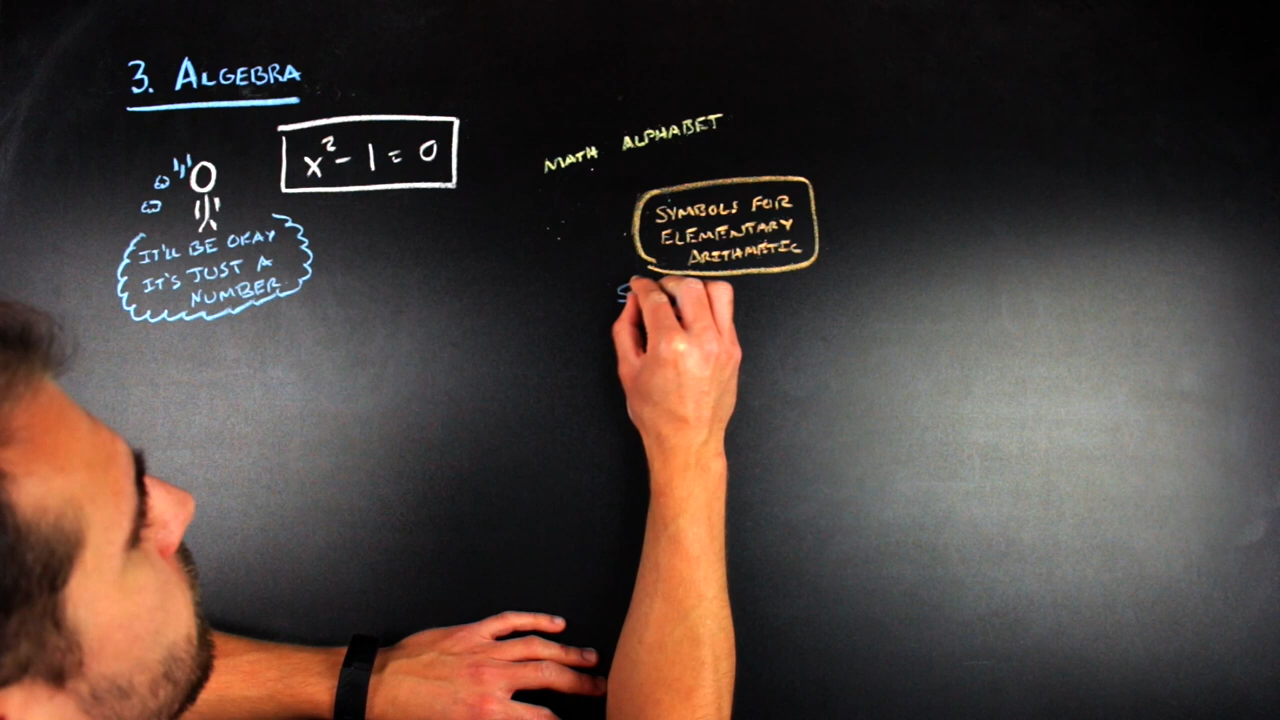 3. ALGEBRA
x² - 1 = 0
IT'LL BE OKAY
IT'S JUST A
NUMBER
MATH ALPHABET
SYMBOLS FOR
ELEMENTARY
ARITHMETIC